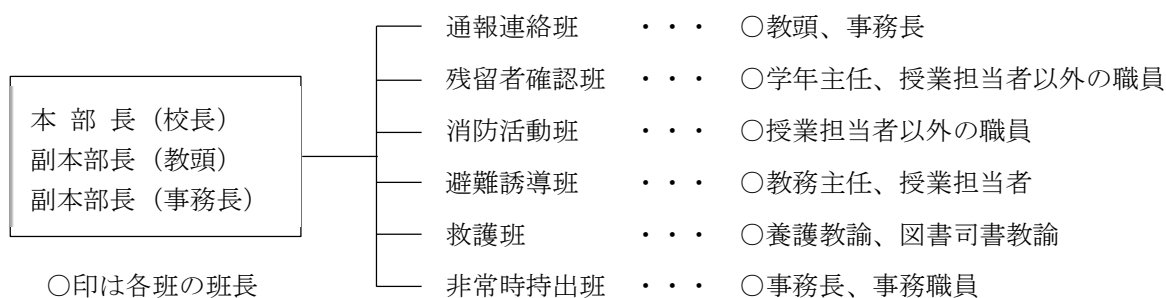 通報連絡班　・・・　○教頭、事務長
残留者確認班　・・・　○学年主任、授業担当者以外の職員
本 部 長（校長）
消防活動班　・・・　○授業担当者以外の職員
副本部長（教頭）
避難誘導班　・・・　○教務主任、授業担当者
副本部長（事務長）
救護班　・・・　○養護教諭、図書司書教諭
○印は各班の班長
非常時持出班　・・・　○事務長、事務職員